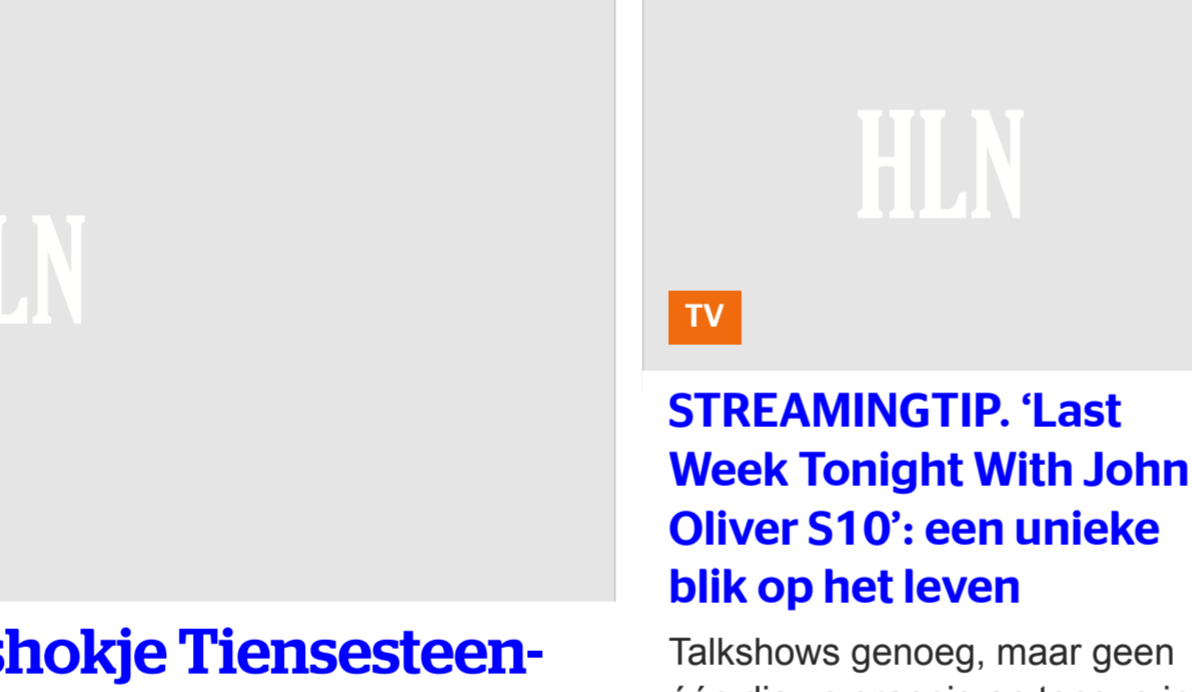 LN
shokje Tiensesteen-
HLN
TV
STREAMINGTIP. ‘Last
Week Tonight With John
Oliver S10’: een unieke
blik op het leven
Talkshows genoeg, maar geen